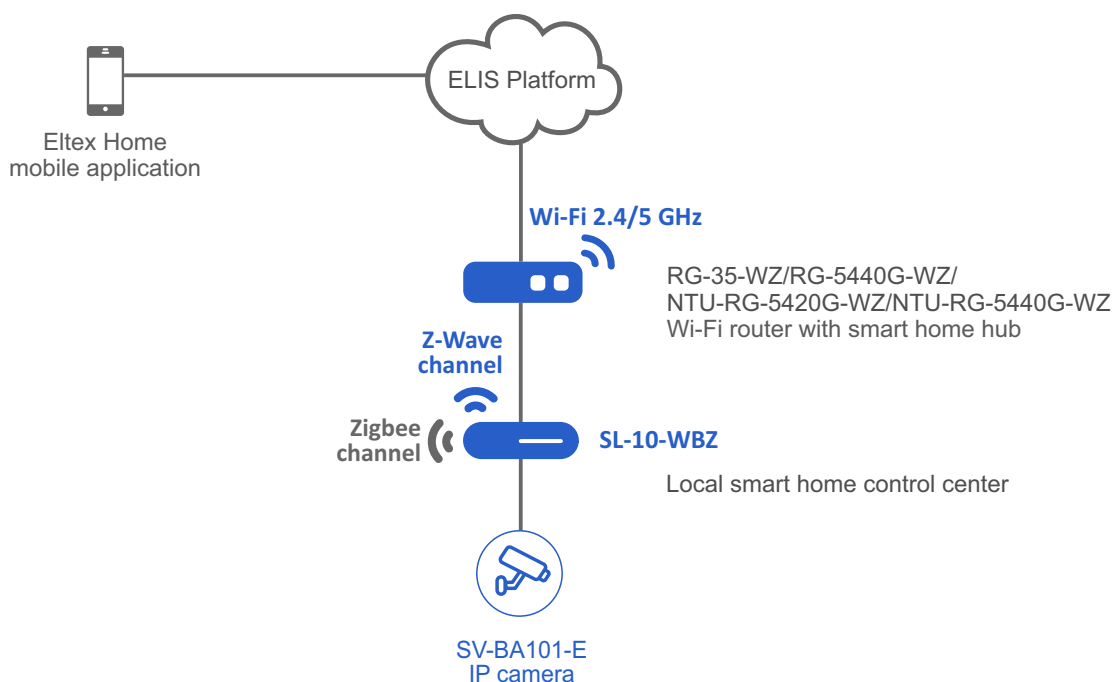 ELIS Platform
Eltex Home
mobile application
Wi-Fi 2.4/5 GHz
RG-35-WZ/RG-5440G-WZ/
NTU-RG-5420G-WZ/NTU-RG-5440G-WZ
Wi-Fi router with smart home hub
Z-Wave
channel
Zigbee
channel
SL-10-WBZ
Local smart home control center
SV-BA101-E
IP camera